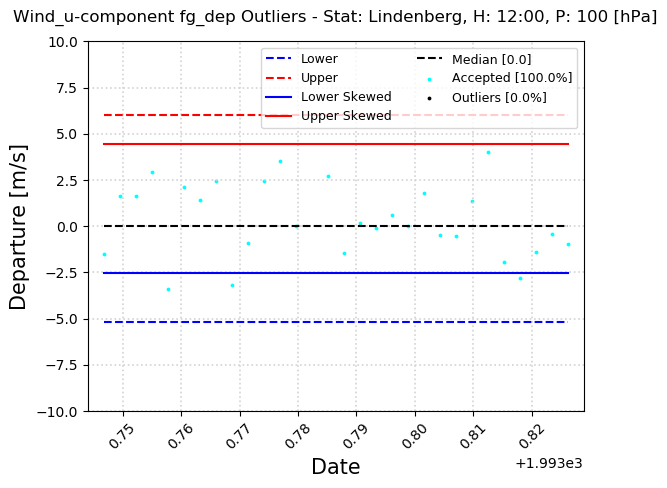 Wind_u-component fg_dep Outliers - Stat: Lindenberg, H: 12:00, P: 100 [hPa]
Lower
Upper
Lower Skewed
Upper Skewed
Median [0.0]
Accepted [100.0%]
Outliers [0.0%]
Departure [m/s]
10.0
7.5
5.0
2.5
0.0
−2.5
−5.0
−7.5
−10.0
0.75
0.76
0.77
0.78
0.79
0.80
0.81
0.82
+1.993e3
Date